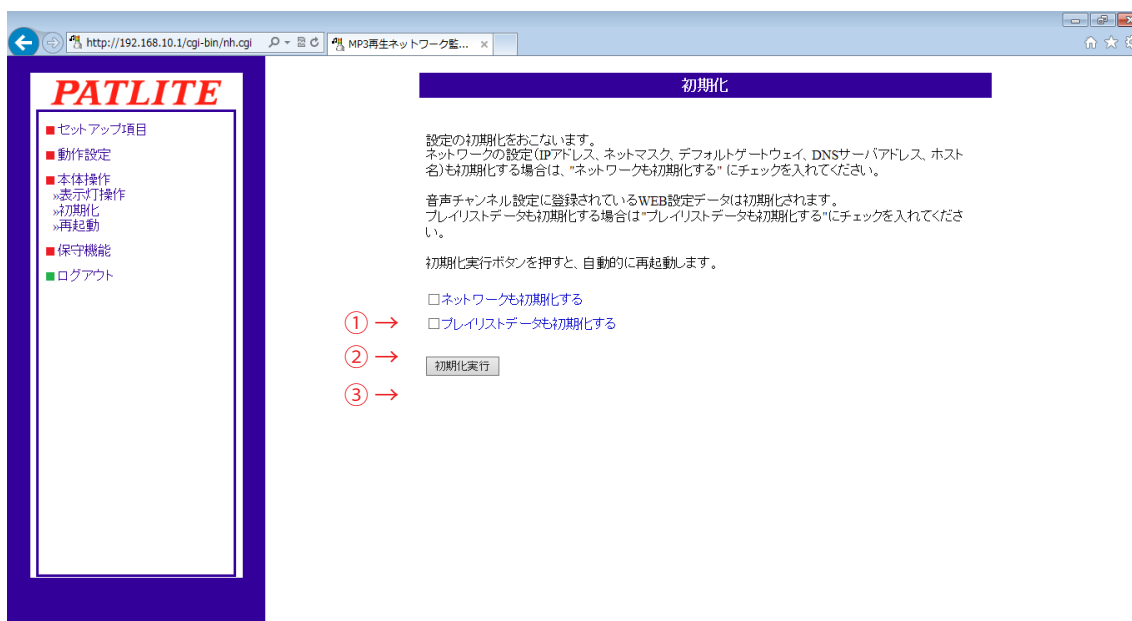 http://192.168.10.1/cgi-bin/nh.cgi
MP3再生ネットワーク監... ×
PATLITE
■セットアップ項目
■動作設定
■本体操作
»表示灯操作
»初期化
»再起動
■保守機能
■ログアウト
初期化
設定の初期化をおこないます。
ネットワークの設定(IPアドレス、ネットマスク、デフォルトゲートウェイ、DNSサーバアドレス、ホスト
名)も初期化する場合は、"ネットワークも初期化する" にチェックを入れてください。
音声チャンネル設定に登録されているWEB設定データは初期化されます。
プレイリストデータも初期化する場合は"プレイリストデータも初期化する"にチェックを入れてくださ
い。
初期化実行ボタンを押すと、自動的に再起動します。
□ネットワークも初期化する
① → □プレイリストデータも初期化する
② →
初期化実行
③ →